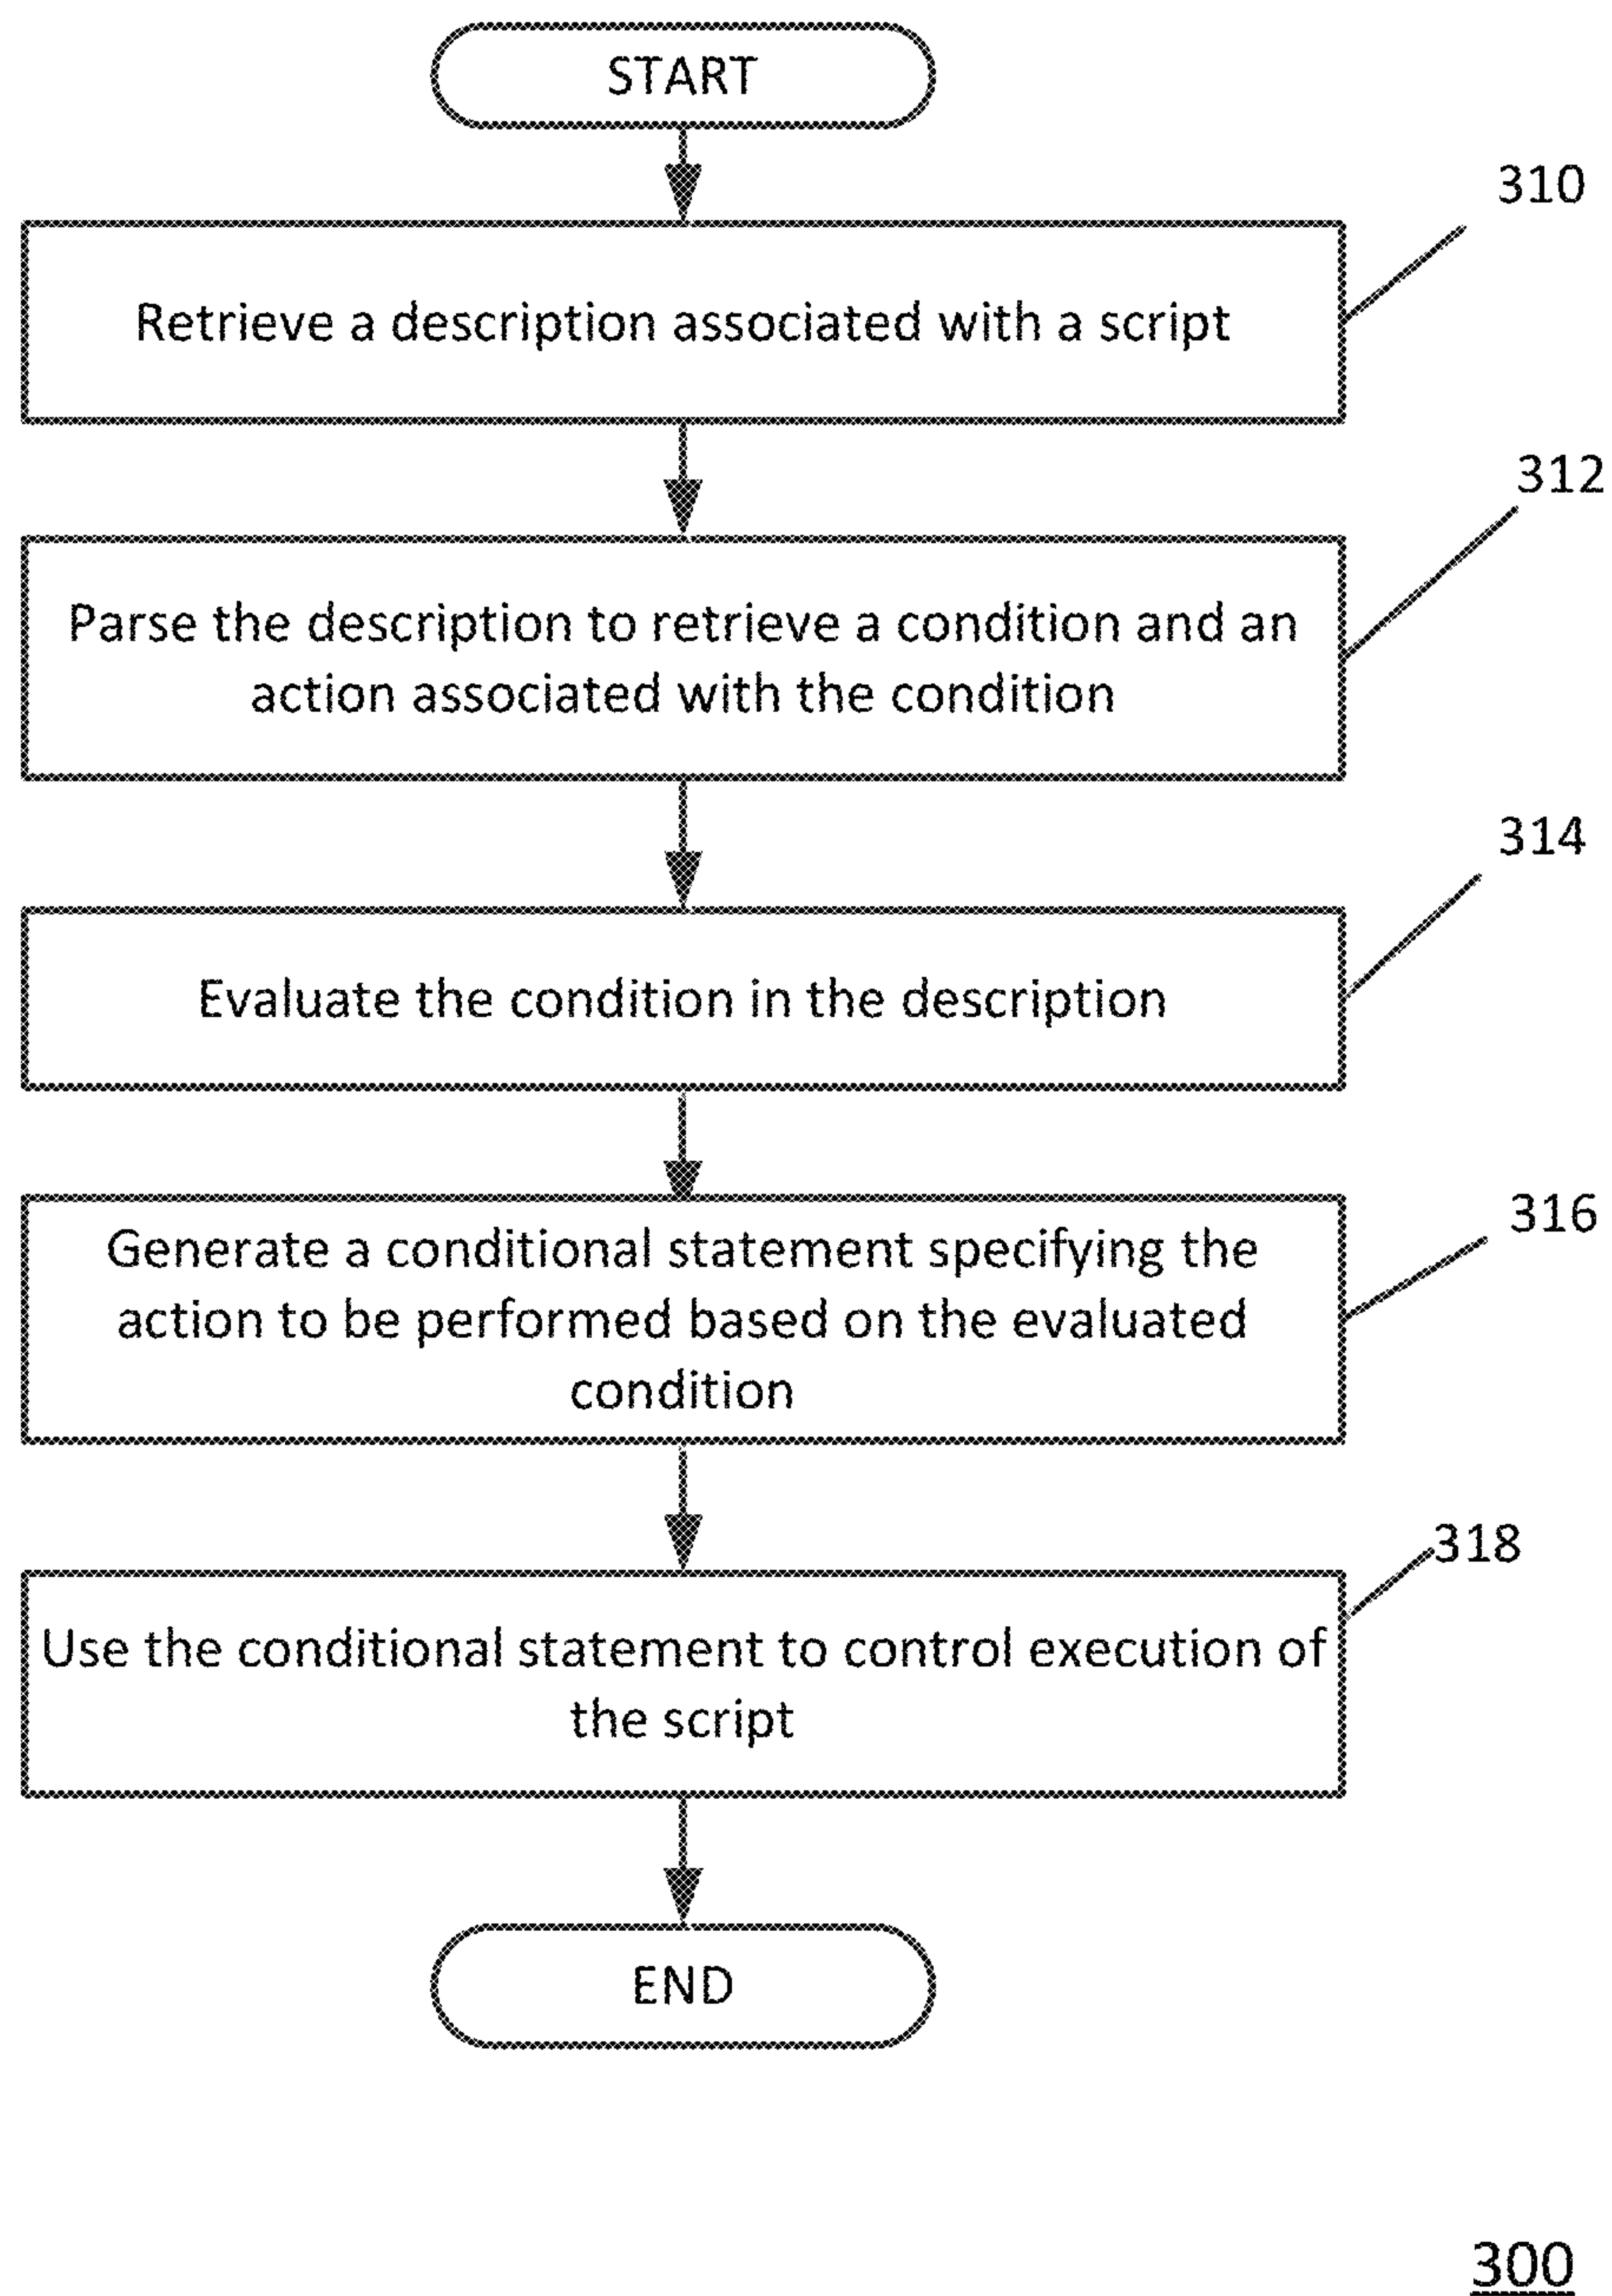 START
310
Retrieve a description associated with a script
312
Parse the description to retrieve a condition and an
action associated with the condition
314
Evaluate the condition in the description
316
Generate a conditional statement specifying the
action to be performed based on the evaluated
condition
318
Use the conditional statement to control execution of
the script
END
300